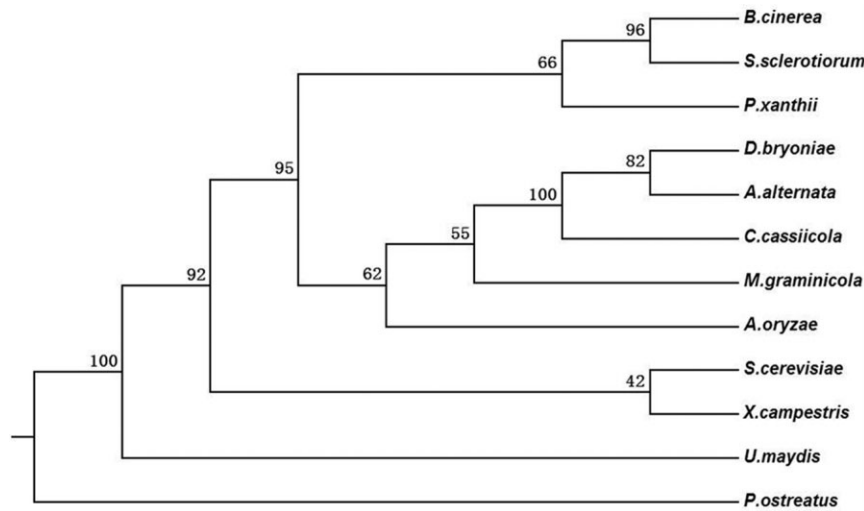 B.cinerea
96
S.sclerotiorum
66
P.xanthii
D.bryoniae
82
95
A.alternata
100
C.cassiicola
55
92
62
M.graminicola
A.oryzae
100
S.cerevisiae
42
X.campestris
U.maydis
P.ostreatus